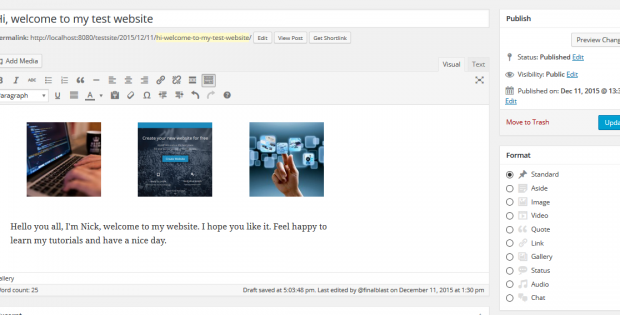 Hi, welcome to my test website
Permalink: http://localhost:8080/testsite/2015/12/11/hi-welcome-to-my-test-website/ Edit View Post Get Shortlink
Add Media
Visual Text
B I ABC
Paragraph U A
Create your new website for free
Hello you all, I'm Nick, welcome to my website. I hope you like it. Feel happy to
learn my tutorials and have a nice day.
Gallery
Word count: 25
Draft saved at 5:03:48 pm. Last edited by @finalblast on December 11, 2015 at 1:30 pm
Publish
Preview Chang
Status: Published Edit
Visibility: Public Edit
Published on: Dec 11, 2015 @ 13:3
Edit
Move to Trash
Upda
Format
Standard
Aside
Image
Video
Quote
Link
Gallery
Status
Audio
Chat